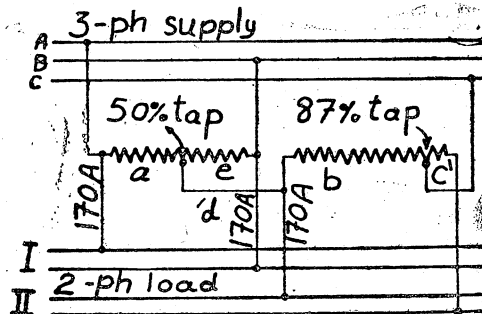 3-ph supply
A
B
C
50% tap
87% tap
a
e
b
c'
'd
170A
170A
170A
I
2-ph load
II